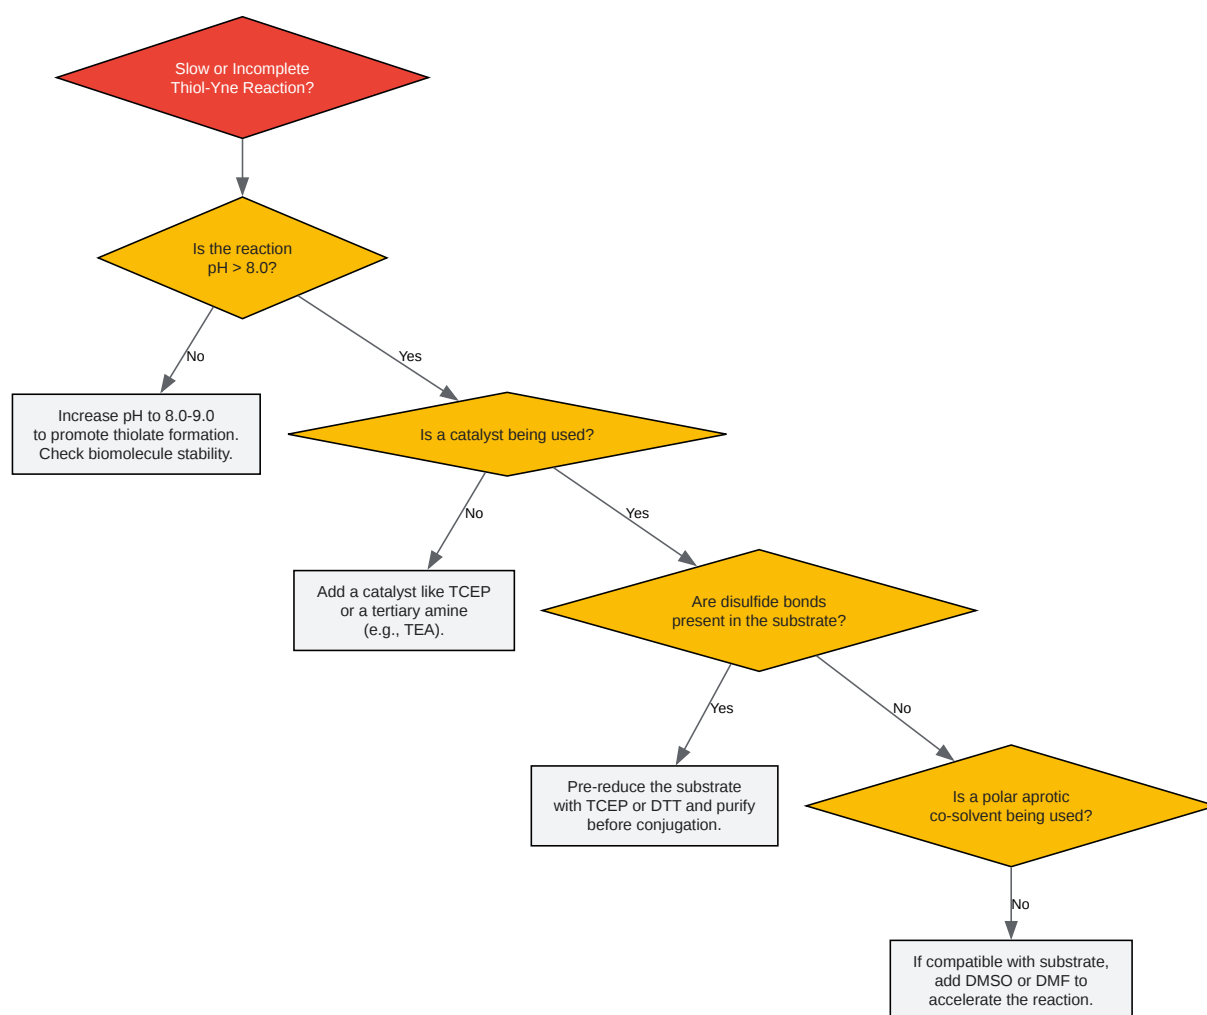 Slow or Incomplete
Thiol-Yne Reaction?
Is the reaction
pH > 8.0?
No
Yes
Increase pH to 8.0-9.0
to promote thiolate formation.
Check biomolecule stability.
Is a catalyst being used?
No
Yes
Add a catalyst like TCEP
or a tertiary amine
(e.g., TEA).
Are disulfide bonds
present in the substrate?
Yes
No
Pre-reduce the substrate
with TCEP or DTT and purify
before conjugation.
Is a polar aprotic
co-solvent being used?
No
If compatible with substrate,
add DMSO or DMF to
accelerate the reaction.